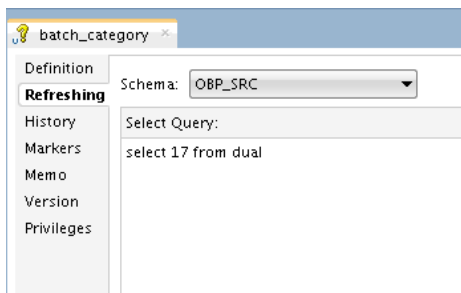 batch_category
Definition
Refreshing
History
Markers
Memo
Version
Privileges
Schema: OBP_SRC
Select Query:
select 17 from dual